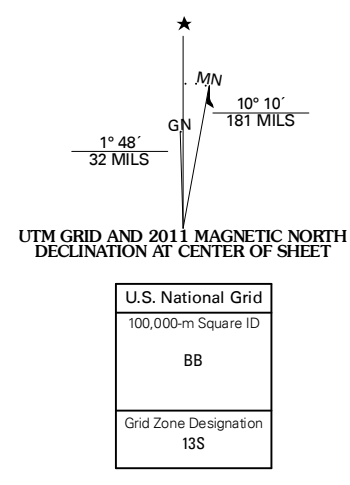 MN
GN
10° 10´
181 MILS
1° 48´
32 MILS
UTM GRID AND 2011 MAGNETIC NORTH
DECLINATION AT CENTER OF SHEET
U.S. National Grid
100,000-m Square ID
BB
Grid Zone Designation
13S